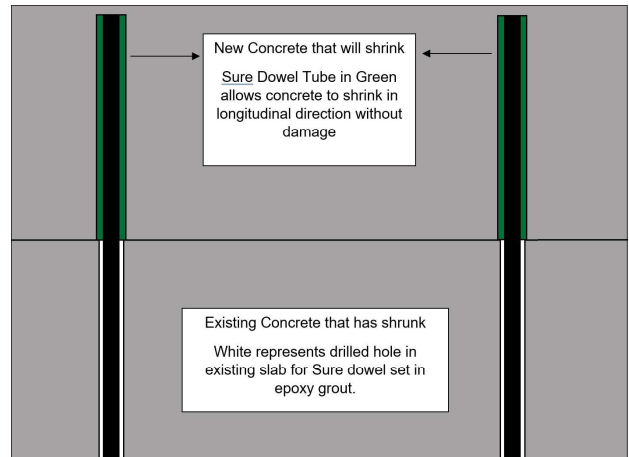 New Concrete that will shrink
Sure Dowel Tube in Green
allows concrete to shrink in
longitudinal direction without
damage
Existing Concrete that has shrunk
White represents drilled hole in
existing slab for Sure dowel set in
epoxy grout.